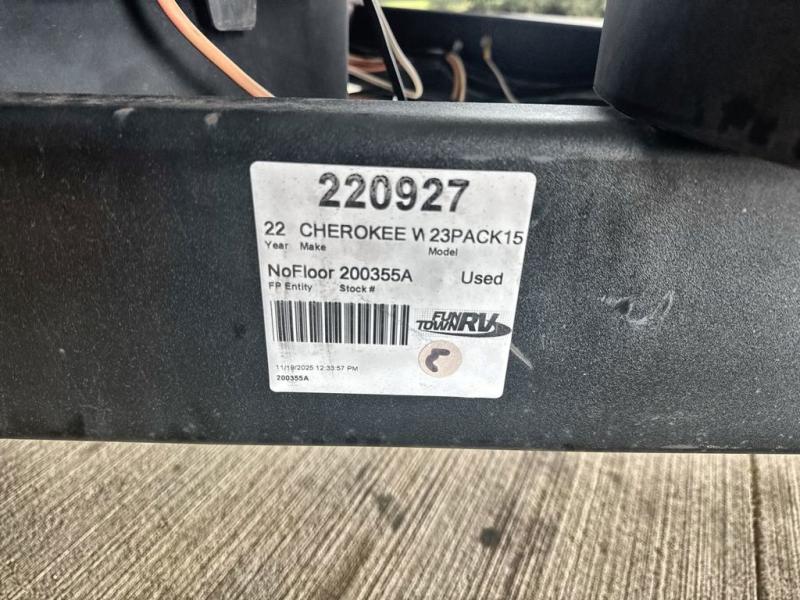 220927
22 CHEROKEE W 23PACK15
Year Make Model
NoFloor 200355A Used
FP Entity Stock #
FUN TOWN RV
11/19/2025 12:33:57 PM
200355A